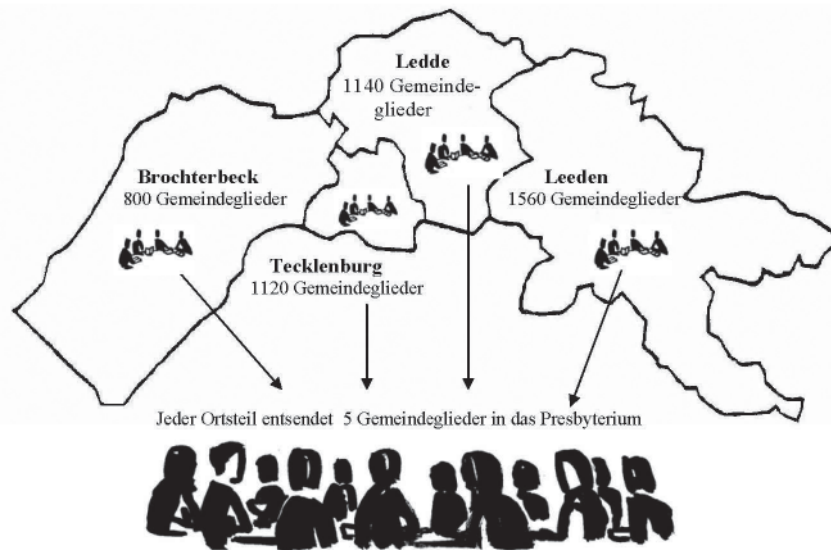 Ledde
1140 Gemeinde-
glieder
Brochterbeck
800 Gemeindeglieder
Leeden
1560 Gemeindeglieder
Tecklenburg
1120 Gemeindeglieder
Jeder Ortsteil entsendet 5 Gemeindeglieder in das Presbyterium